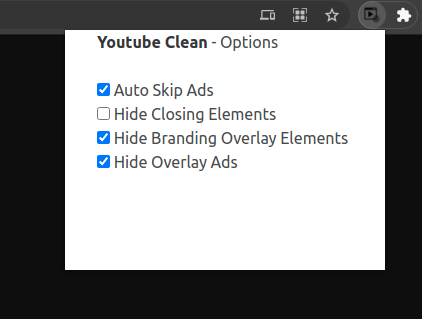 Youtube Clean - Options
Auto Skip Ads
Hide Closing Elements
Hide Branding Overlay Elements
Hide Overlay Ads